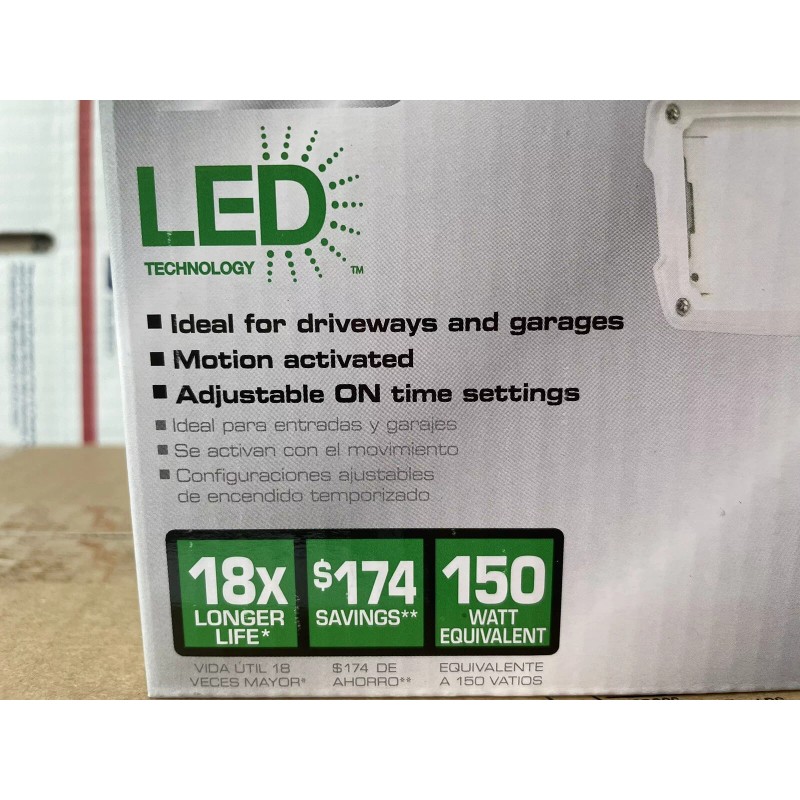 LED
TECHNOLOGY ™
■ Ideal for driveways and garages
■ Motion activated
■ Adjustable ON time settings
■ Ideal para entradas y garajes
■ Se activan con el movimiento
■ Configuraciones ajustables
de encendido temporizado
18x
LONGER
LIFE*
$174
SAVINGS**
150
WATT
EQUIVALENT
VIDA ÚTIL 18
VECES MAYOR*
$174 DE
AHORRO**
EQUIVALENTE
A 150 VATIOS